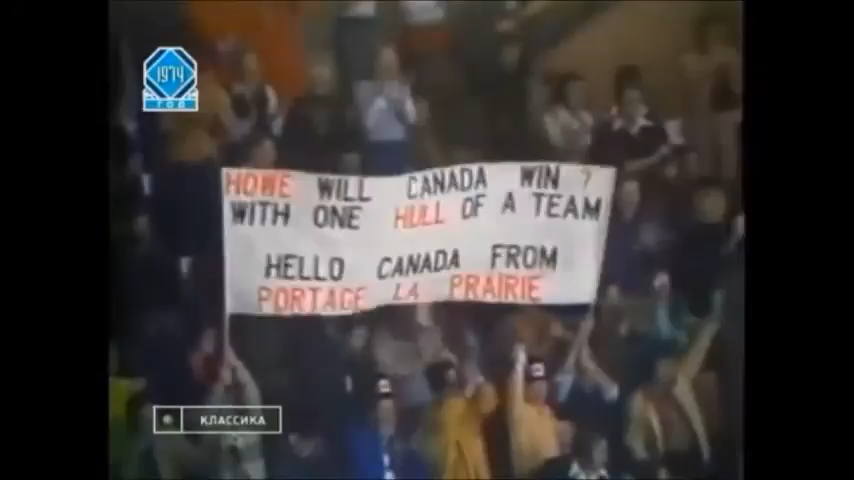 1974
ГОД
HOWE WILL CANADA WIN ?
WITH ONE HULL OF A TEAM
HELLO CANADA FROM
PORTAGE LA PRAIRIE
КЛАССИКА